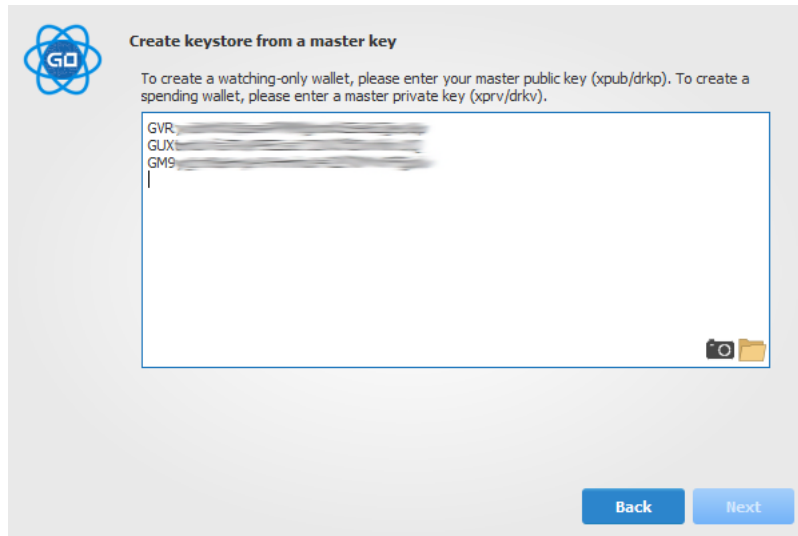 GO
Create keystore from a master key
To create a watching-only wallet, please enter your master public key (xpub/drkp). To create a
spending wallet, please enter a master private key (xprv/drkv).
GVR
GUX
GM9
Back
Next